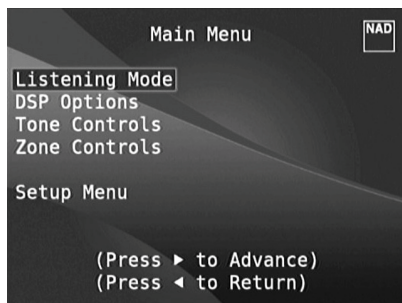 Main Menu
NAD
Listening Mode
DSP Options
Tone Controls
Zone Controls
Setup Menu
(Press ▶ to Advance)
(Press ◀ to Return)